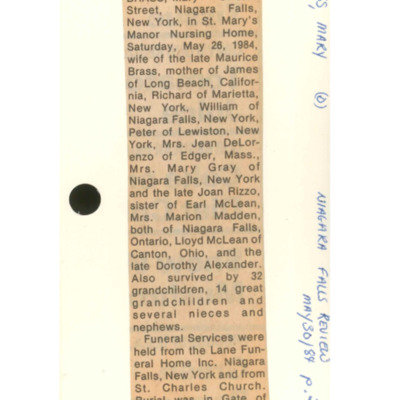 Street, Niagara Falls,
New York, in St. Mary's
Manor Nursing Home,
Saturday, May 26, 1984,
wife of the late Maurice
Brass, mother of James
of Long Beach, Califor-
nia, Richard of Marietta,
New York, William of
Niagara Falls, New York,
Peter of Lewiston, New
York, Mrs. Jean DeLor-
enzo of Edger, Mass.,
Mrs. Mary Gray of
Niagara Falls, New York
and the late Joan Rizzo,
sister of Earl McLean,
Mrs. Marion Madden,
both of Niagara Falls,
Ontario, Lloyd McLean of
Canton, Ohio, and the
late Dorothy Alexander.
Also survived by 32
grandchildren, 14 great
grandchildren and
several nieces and
nephews.
Funeral Services were
held from the Lane Fun-
eral Home Inc. Niagara
Falls, New York and from
St. Charles Church.
Burial was in Gate of
S, MARY (D) NIAGARA FALLS REVIEW
MAY 30/84 p.